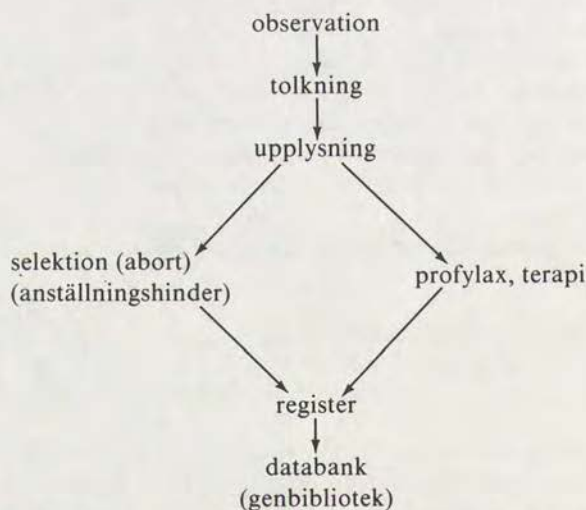 observation
tolkning
upplysning
selektion (abort)
(anställningshinder)
profylax, terapi
register
databank
(genbibliotek)